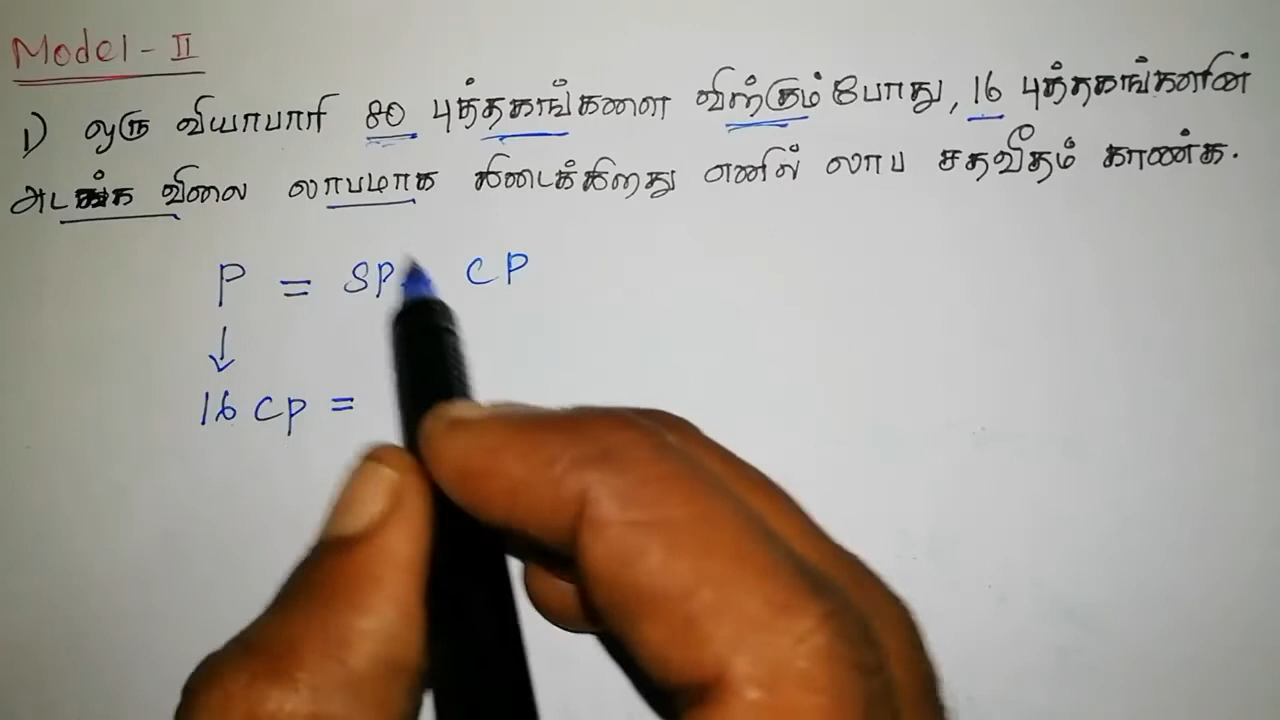 Model - II
1) ஒரு வியாபாரி 80 புத்தகங்களை விற்கும் போது, 16 புத்தகங்களின்
அடக்க விலை லாபமாக கிடைக்கிறது எனில் லாப சதவீதம் காண்க.
P = SP CP
↓
16 CP =